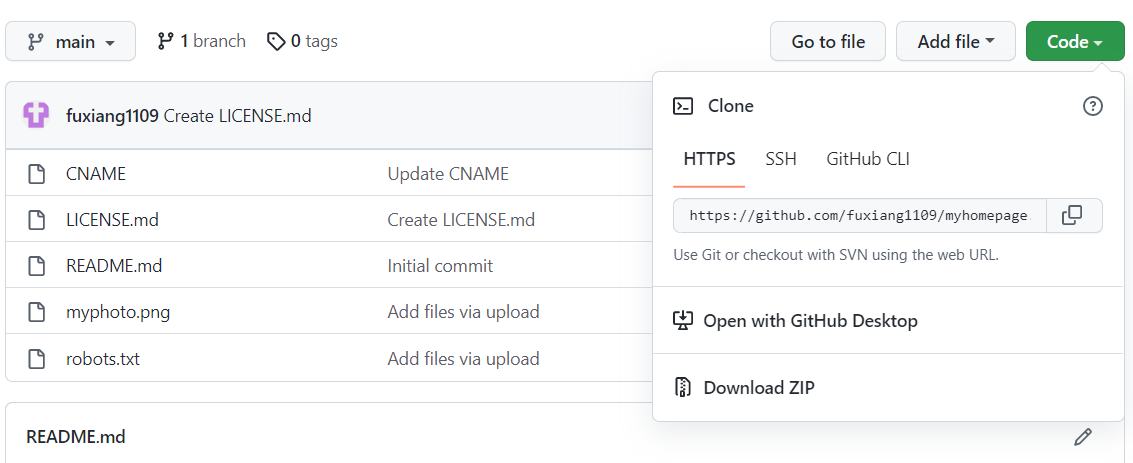 main 1 branch 0 tags Go to file Add file Code
fuxiang1109 Create LICENSE.md
CNAME Update CNAME
LICENSE.md Create LICENSE.md
README.md Initial commit
myphoto.png Add files via upload
robots.txt Add files via upload
README.md
Clone
HTTPS SSH GitHub CLI
https://github.com/fuxiang1109/myhomepage
Use Git or checkout with SVN using the web URL.
Open with GitHub Desktop
Download ZIP